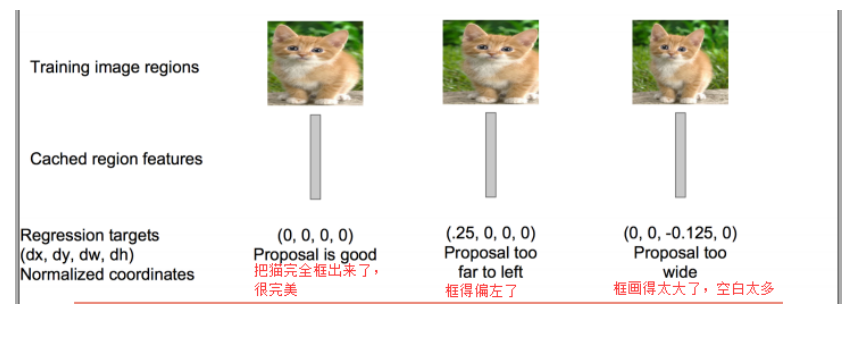 Training image regions
Cached region features
Regression targets
(dx, dy, dw, dh)
Normalized coordinates
(0, 0, 0, 0)
Proposal is good
把猫完全框出来了，
很完美
(.25, 0, 0, 0)
Proposal too
far to left
框得偏左了
(0, 0, -0.125, 0)
Proposal too
wide
框画得太大了，空白太多